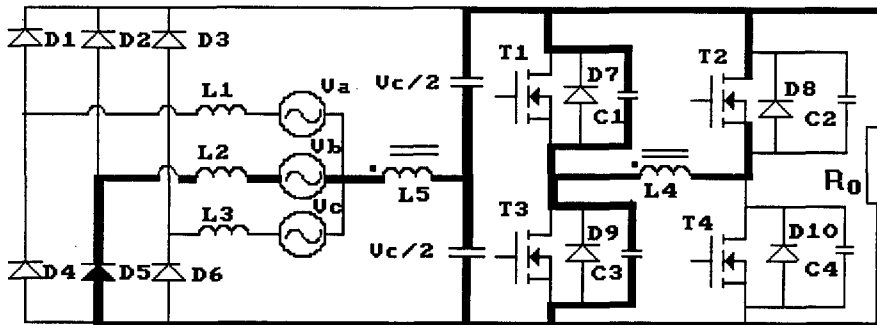 D1 D2 D3
T1 D7 T2
L1 Va Vc/2 D8
C1 C2
L2 Vb
L5 L4 R0
L3 Vc
T3 D9 T4 D10
Vc/2
D4 D5 D6 C3 C4